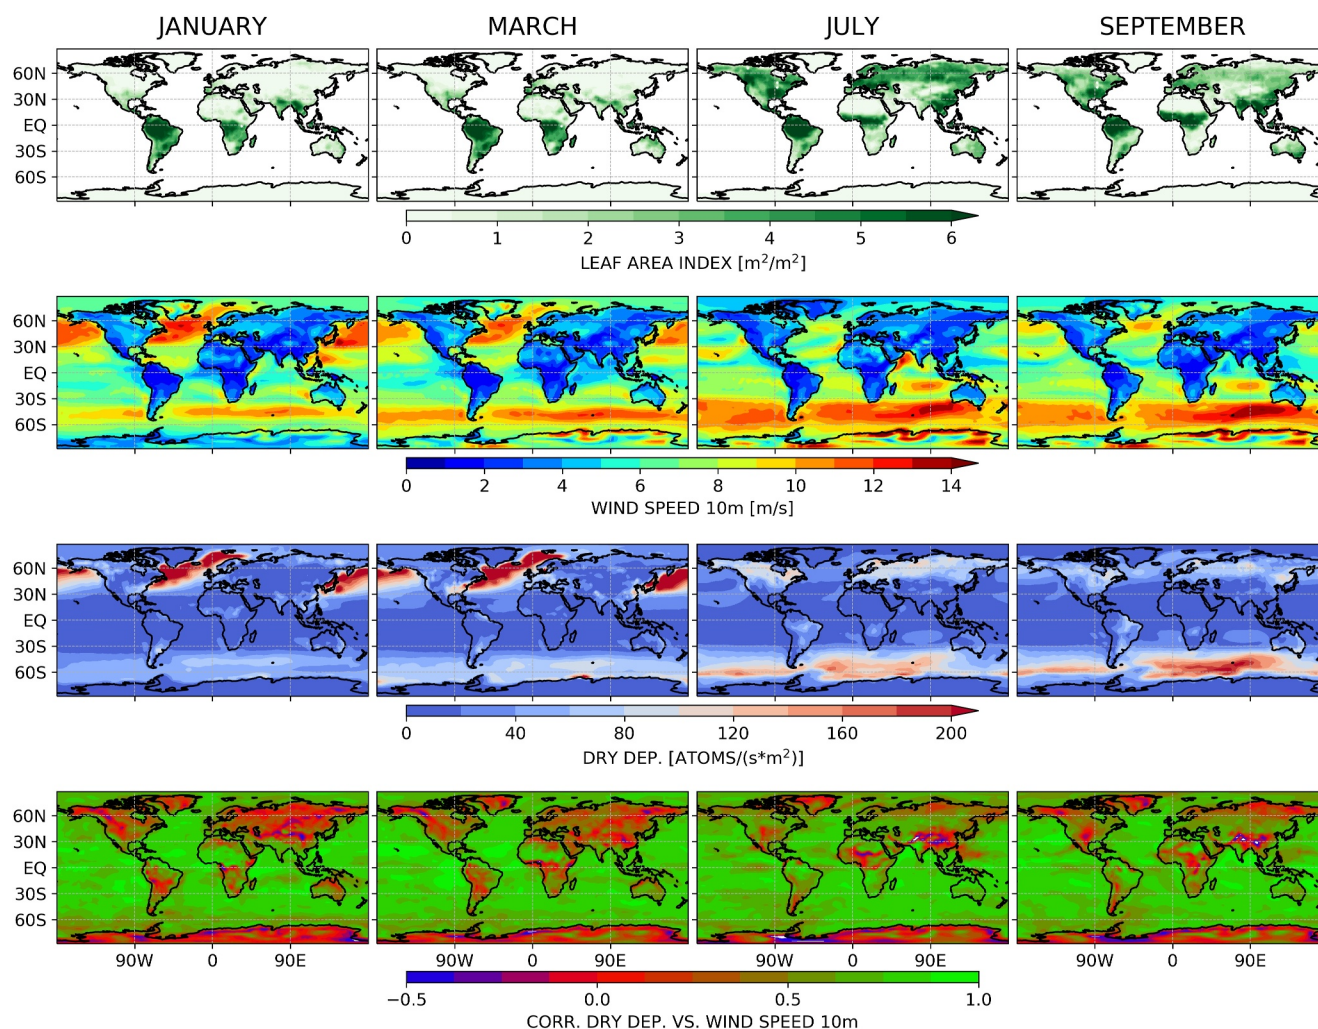 JANUARY MARCH JULY SEPTEMBER
60N
30N
EQ
30S
60S
0 1 2 3 4 5 6
LEAF AREA INDEX [m²/m²]
60N
30N
EQ
30S
60S
0 2 4 6 8 10 12 14
WIND SPEED 10m [m/s]
60N
30N
EQ
30S
60S
0 40 80 120 160 200
DRY DEP. [ATOMS/(s*m²)]
60N
30N
EQ
30S
60S
90W 0 90E 90W 0 90E 90W 0 90E 90W 0 90E
−0.5 0.0 0.5 1.0
CORR. DRY DEP. VS. WIND SPEED 10m